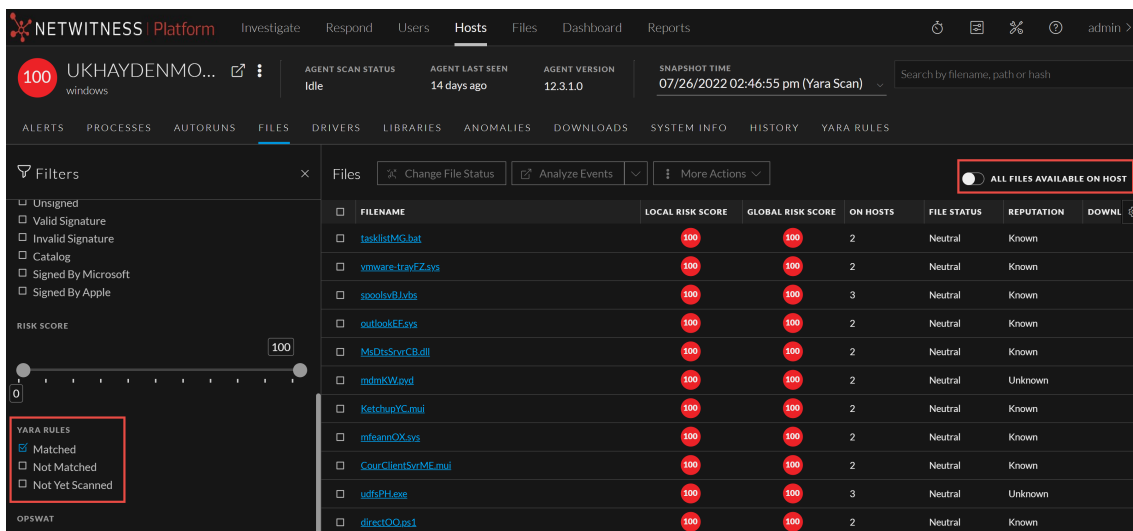 NETWITNESS Platform Investigate Respond Users Hosts Files Dashboard Reports admin >
100 UKHAYDENMO... AGENT SCAN STATUS AGENT LAST SEEN AGENT VERSION SNAPSHOT TIME
windows Idle 14 days ago 12.3.1.0 07/26/2022 02:46:55 pm (Yara Scan) Search by filename, path or hash
ALERTS PROCESSES AUTORUNS FILES DRIVERS LIBRARIES ANOMALIES DOWNLOADS SYSTEM INFO HISTORY YARA RULES
Filters ×
Unsigned
Valid Signature
Invalid Signature
Catalog
Signed By Microsoft
Signed By Apple
RISK SCORE
100
0
YARA RULES
Matched
Not Matched
Not Yet Scanned
OPSWAT
Files Change File Status Analyze Events More Actions ALL FILES AVAILABLE ON HOST
FILENAME LOCAL RISK SCORE GLOBAL RISK SCORE ON HOSTS FILE STATUS REPUTATION DOWNL
tasklistMG.bat 100 100 2 Neutral Known
vmware-trayFZ.sys 100 100 2 Neutral Known
spoolsvBJ.vbs 100 100 3 Neutral Known
outlookEF.sys 100 100 2 Neutral Known
MsDtsSrvrCB.dll 100 100 2 Neutral Known
mdmKW.pyd 100 100 2 Neutral Unknown
KetchupYC.mui 100 100 2 Neutral Known
mfeannOX.sys 100 100 2 Neutral Known
CourClientSvrME.mui 100 100 2 Neutral Known
udfsPH.exe 100 100 3 Neutral Unknown
directOO.ps1 100 100 2 Neutral Known